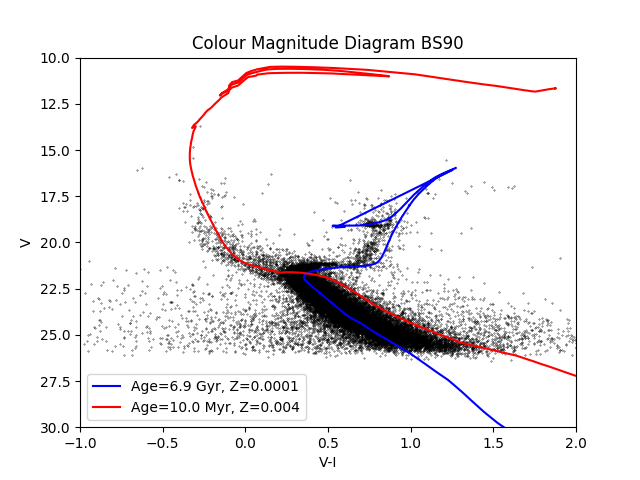 Colour Magnitude Diagram BS90
10.0
12.5
15.0
17.5
20.0
22.5
25.0
27.5
30.0
V
Age=6.9 Gyr, Z=0.0001
Age=10.0 Myr, Z=0.004
−1.0 −0.5 0.0 0.5 1.0 1.5 2.0
V-I